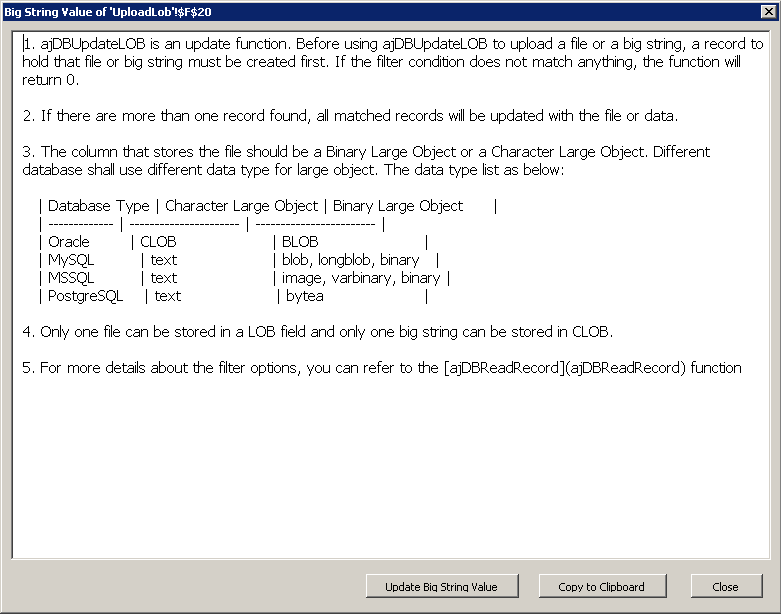 Big String Value of 'UploadLob'!$F$20
1. ajDBUpdateLOB is an update function. Before using ajDBUpdateLOB to upload a file or a big string, a record to
hold that file or big string must be created first. If the filter condition does not match anything, the function will
return 0.
2. If there are more than one record found, all matched records will be updated with the file or data.
3. The column that stores the file should be a Binary Large Object or a Character Large Object. Different
database shall use different data type for large object. The data type list as below:
| Database Type | Character Large Object | Binary Large Object |
| ------------- | ---------------------- | ------------------------ |
| Oracle | CLOB | BLOB |
| MySQL | text | blob, longblob, binary |
| MSSQL | text | image, varbinary, binary |
| PostgreSQL | text | bytea |
4. Only one file can be stored in a LOB field and only one big string can be stored in CLOB.
5. For more details about the filter options, you can refer to the [ajDBReadRecord](ajDBReadRecord) function
Update Big String Value Copy to Clipboard Close